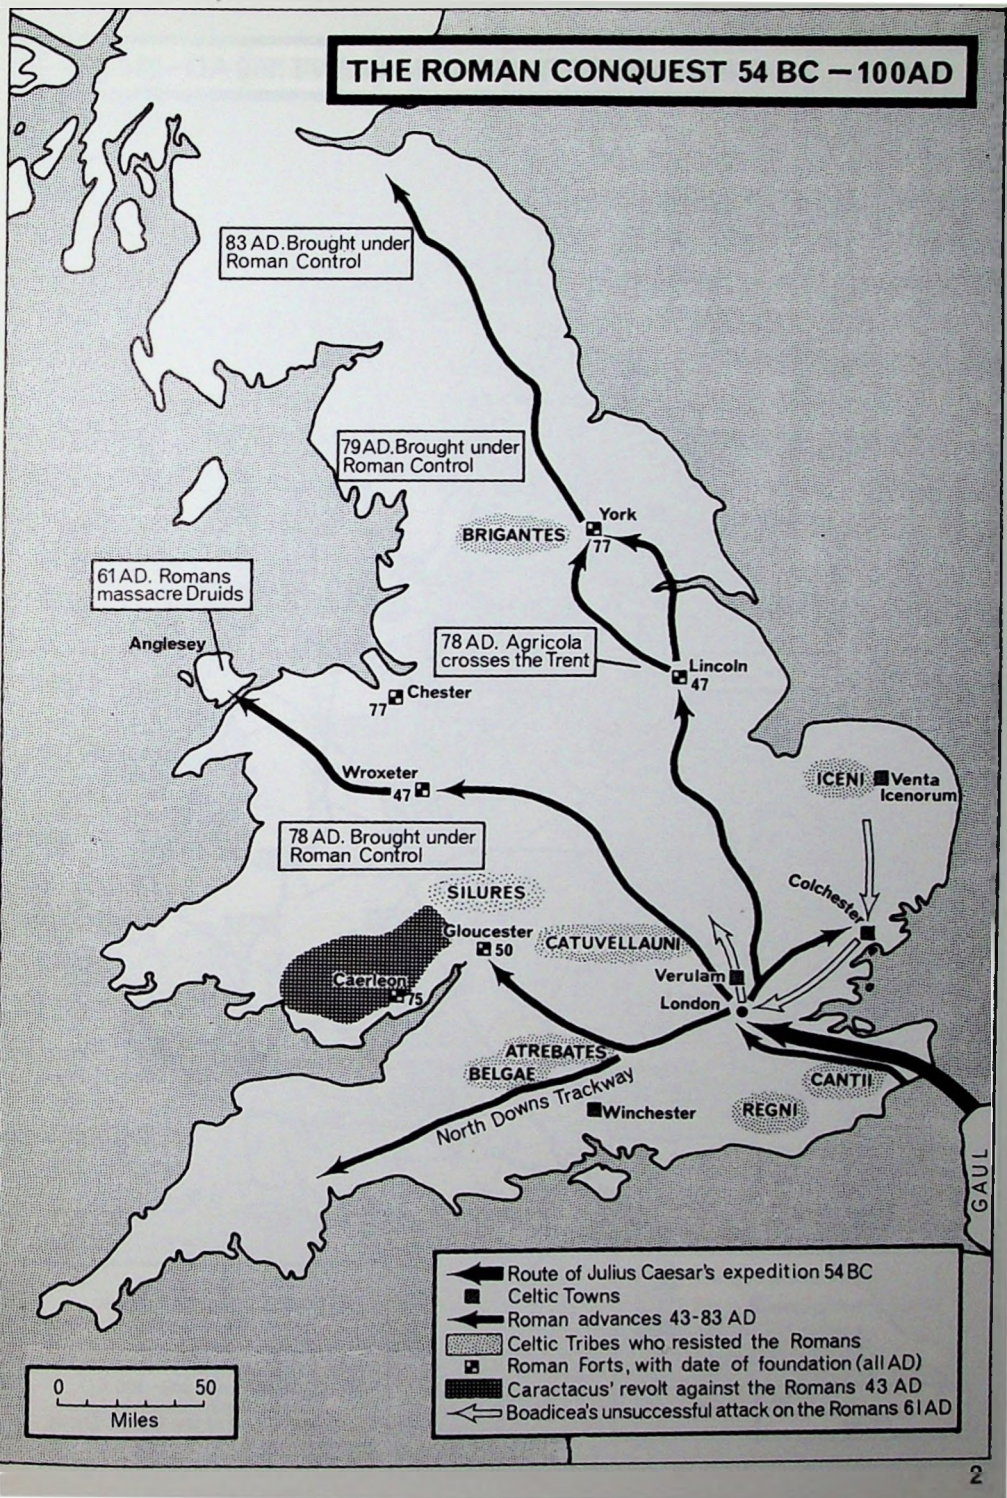 THE ROMAN CONQUEST 54 BC – 100AD
83 AD. Brought under
Roman Control
79AD. Brought under
Roman Control
York
BRIGANTES
77
61 AD. Romans
massacre Druids
Anglesey
78 AD. Agricola
crosses the Trent
Lincoln
47
Chester
77
Wroxeter
47
ICENI
Venta
Icenorum
78 AD. Brought under
Roman Control
SILURES
Colchester
Gloucester
50
CATUVELLAUNI
Caerleon
75
Verulam
London
ATREBATES
BELGAE
CANTII
North Downs Trackway
Winchester
REGNI
GAUL
Route of Julius Caesar's expedition 54 BC
Celtic Towns
Roman advances 43-83 AD
Celtic Tribes who resisted the Romans
Roman Forts, with date of foundation (all AD)
Caractacus' revolt against the Romans 43 AD
Boadicea's unsuccessful attack on the Romans 61 AD
0 50
Miles
2